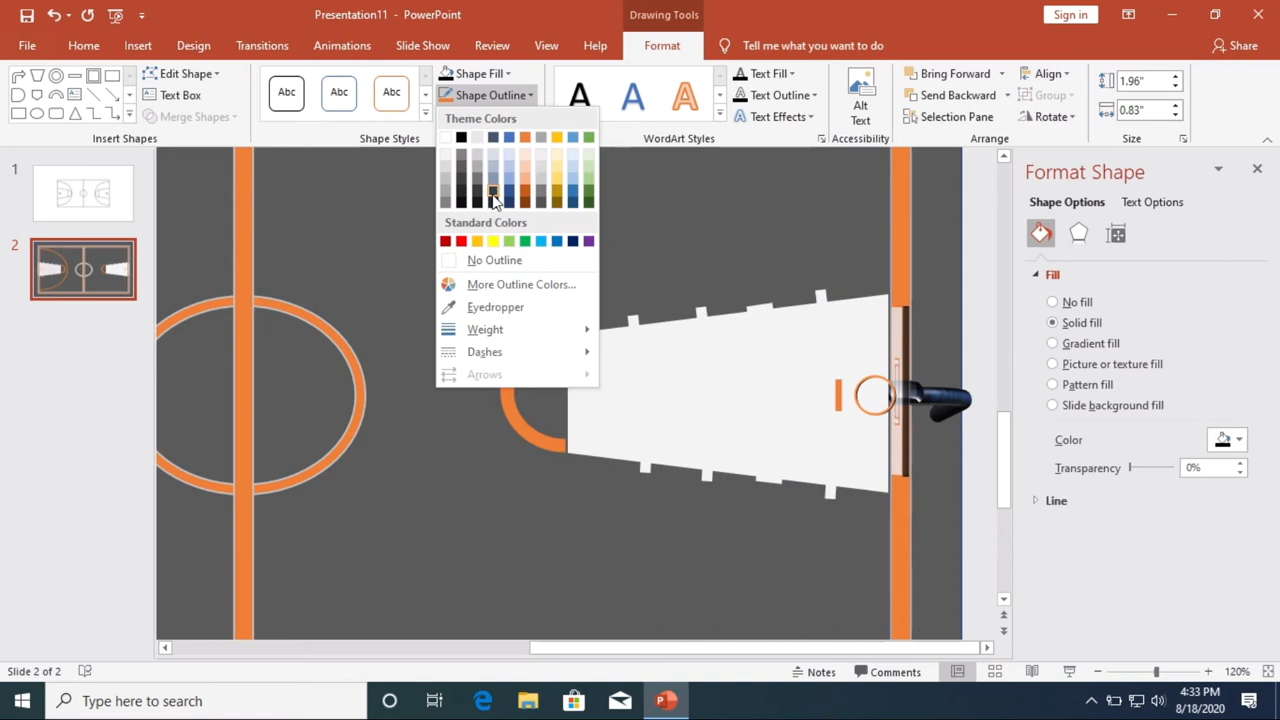 Presentation11 - PowerPoint
Drawing Tools
Sign in
File Home Insert Design Transitions Animations Slide Show Review View Help Format Tell me what you want to do Share
Edit Shape
Text Box
Merge Shapes
Insert Shapes
Abc Abc Abc
Shape Styles
Shape Fill
Shape Outline
Theme Colors
Standard Colors
No Outline
More Outline Colors...
Eyedropper
Weight
Dashes
Arrows
A A A
WordArt Styles
Text Fill
Text Outline
Text Effects
Alt
Text
Accessibility
Bring Forward
Send Backward
Selection Pane
Align
Group
Rotate
Arrange
1.96"
0.83"
Size
1
2
Format Shape
Shape Options Text Options
Fill
No fill
Solid fill
Gradient fill
Picture or texture fill
Pattern fill
Slide background fill
Color
Transparency 0%
Line
Slide 2 of 2
Notes
Comments
120%
Type here to search
4:33 PM
8/18/2020